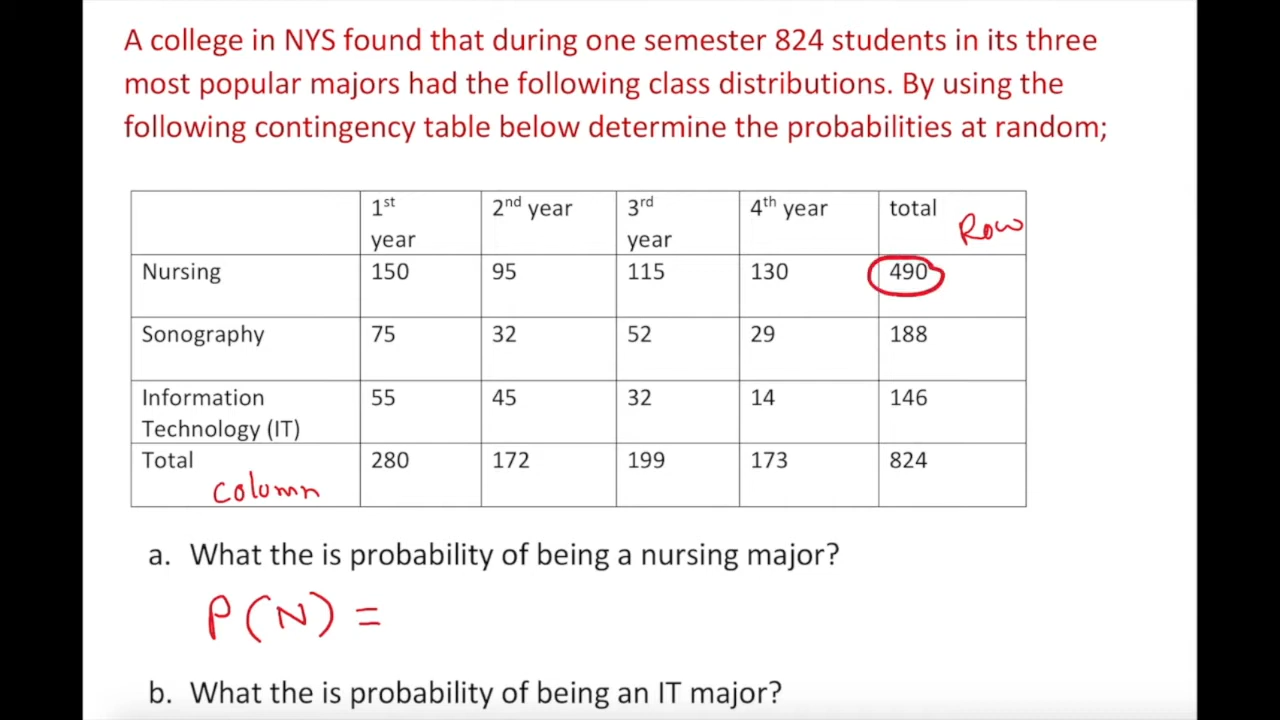 A college in NYS found that during one semester 824 students in its three
most popular majors had the following class distributions. By using the
following contingency table below determine the probabilities at random;
1st year 2nd year 3rd year 4th year total Row
Nursing 150 95 115 130 490
Sonography 75 32 52 29 188
Information Technology (IT) 55 45 32 14 146
Total column 280 172 199 173 824
a. What the is probability of being a nursing major?
P(N) =
b. What the is probability of being an IT major?